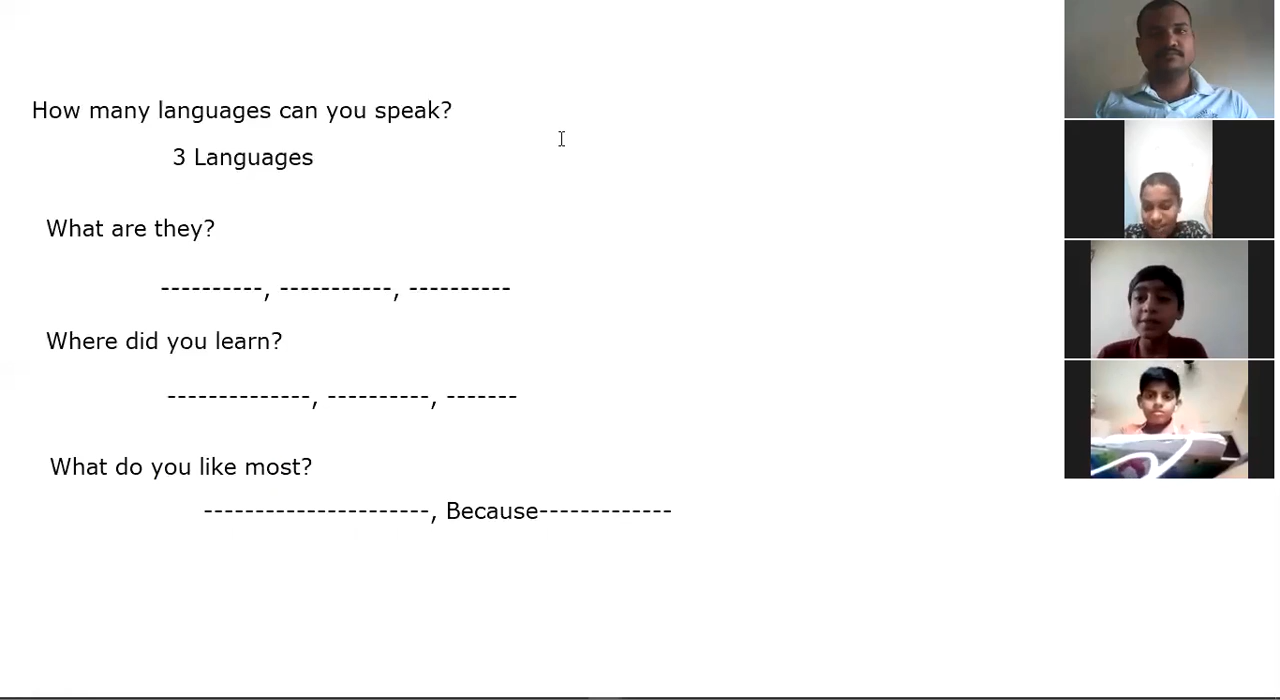 How many languages can you speak?
3 Languages
What are they?
----------, -----------, ----------
Where did you learn?
--------------, ----------, -------
What do you like most?
----------------------, Because-------------